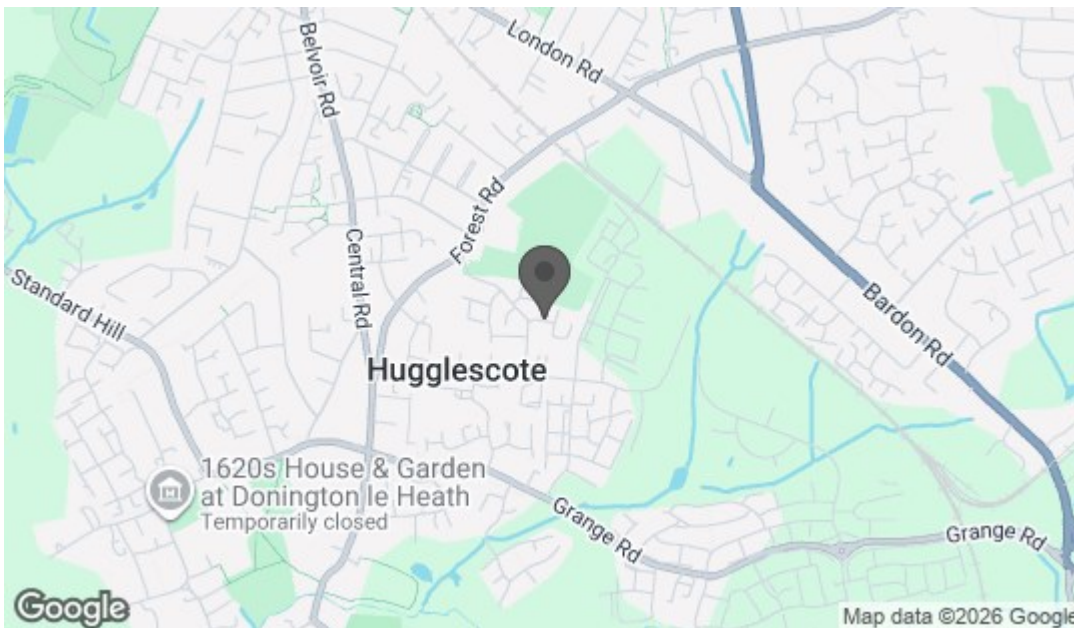 London Rd
Belvoir Rd
Forest Rd
Central Rd
Standard Hill
Bardon Rd
Hugglescote
1620s House & Garden
at Donington le Heath
Temporarily closed
Grange Rd
Grange Rd
Google
Map data ©2026 Google